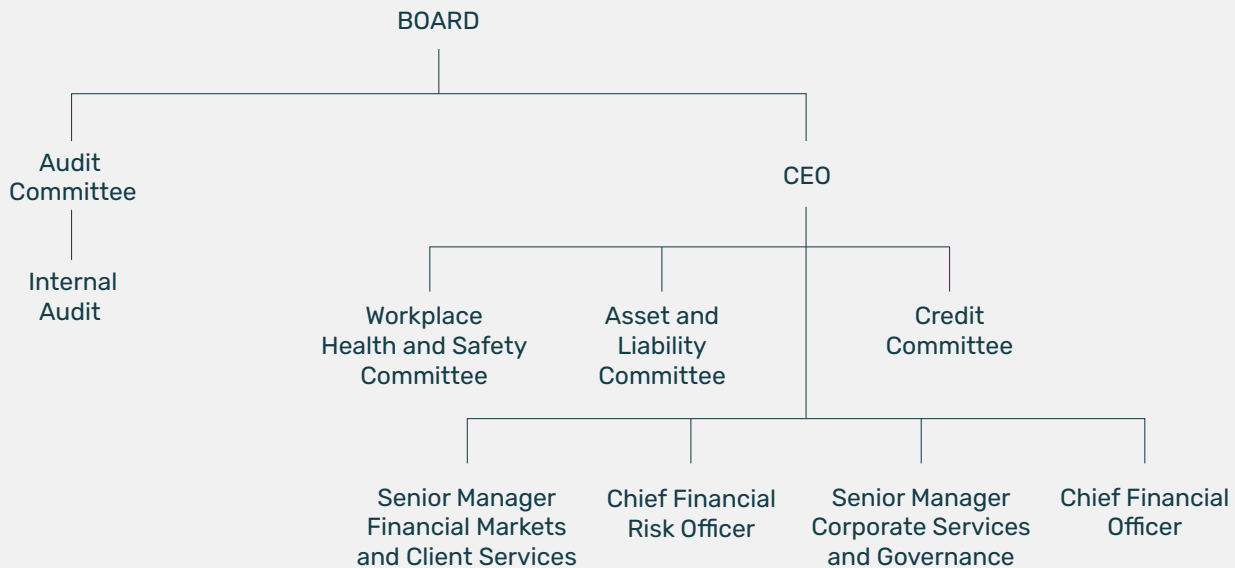 BOARD
Audit
Committee
CEO
Internal
Audit
Workplace
Health and Safety
Committee
Asset and
Liability
Committee
Credit
Committee
Senior Manager
Financial Markets
and Client Services
Chief Financial
Risk Officer
Senior Manager
Corporate Services
and Governance
Chief Financial
Officer